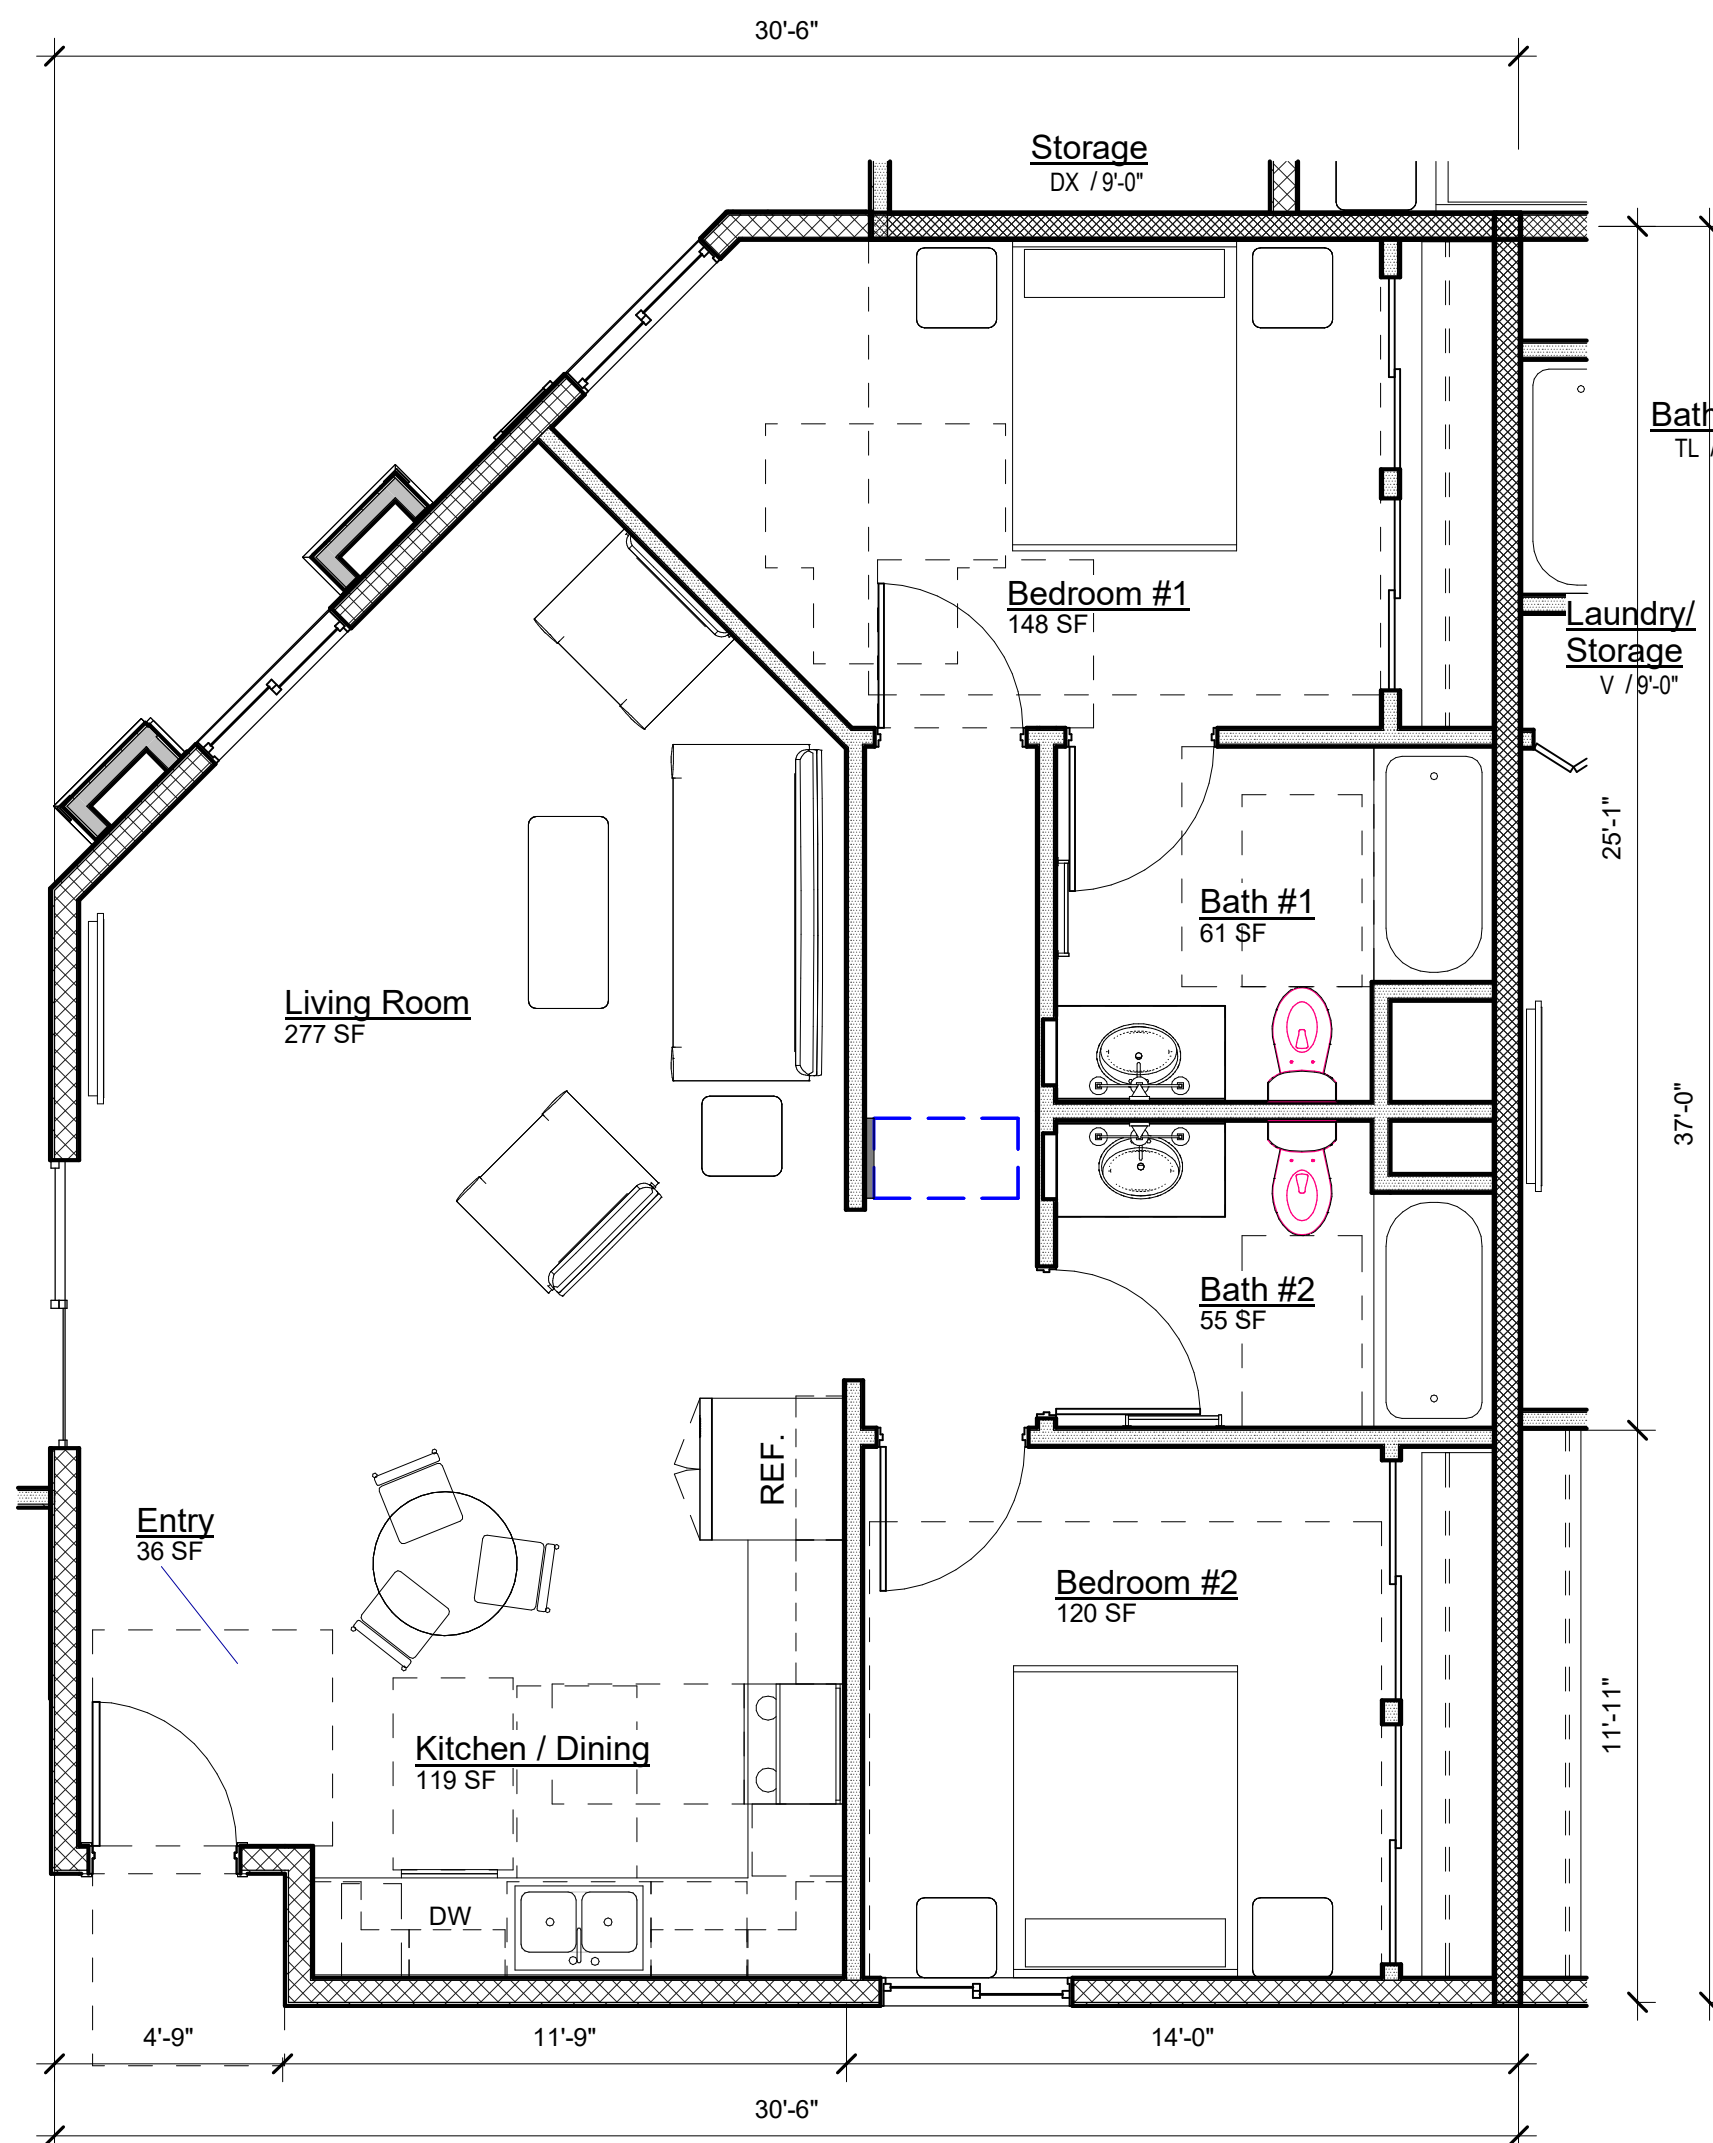 30'-6"
Storage
DX / 9'-0"
Bath
TL /
Bedroom #1
148 SF
Laundry/
Storage
V / 9'-0"
25'-1"
Bath #1
61 SF
Living Room
277 SF
37'-0"
Bath #2
55 SF
REF.
Entry
36 SF
Bedroom #2
120 SF
11'-11"
Kitchen / Dining
119 SF
DW
4'-9"
11'-9"
14'-0"
30'-6"